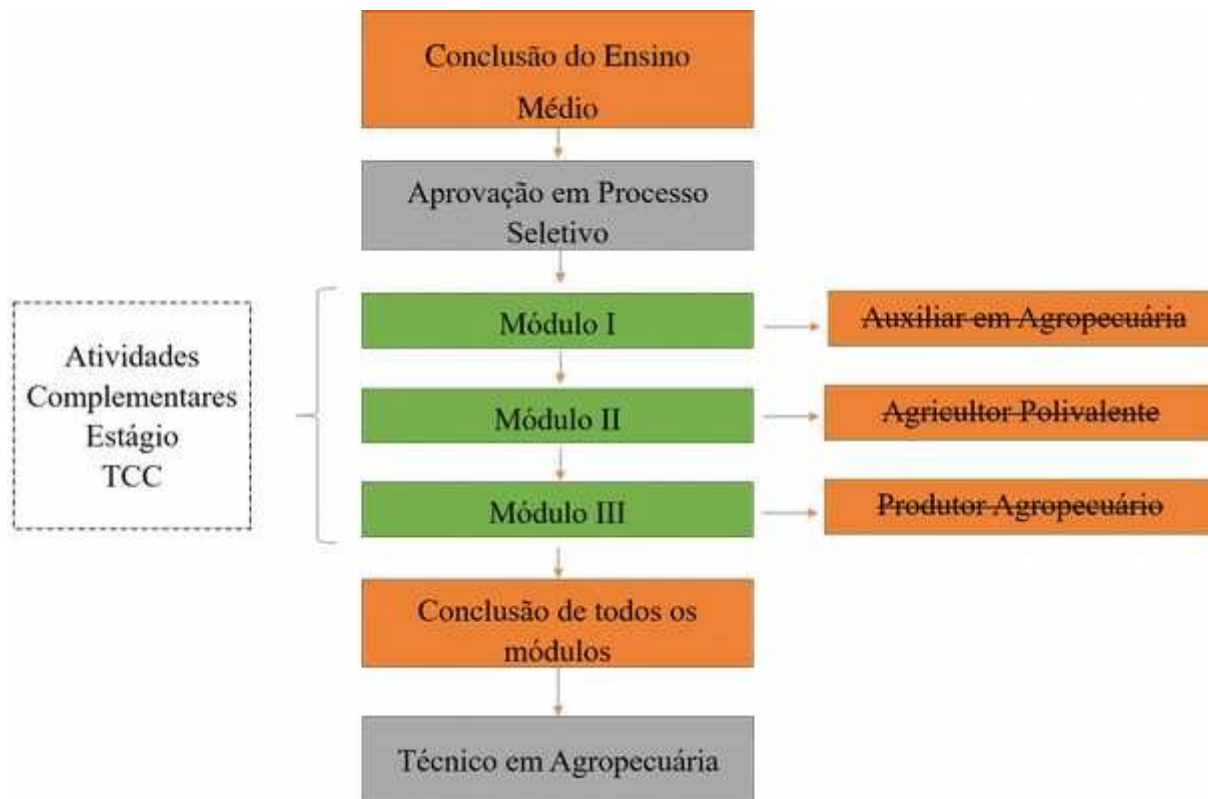 Conclusão do Ensino
Médio
Aprovação em Processo
Seletivo
Atividades
Complementares
Estágio
TCC
Módulo I
Auxiliar em Agropecuária
Módulo II
Agricultor Polivalente
Módulo III
Produtor Agropecuário
Conclusão de todos os
módulos
Técnico em Agropecuária